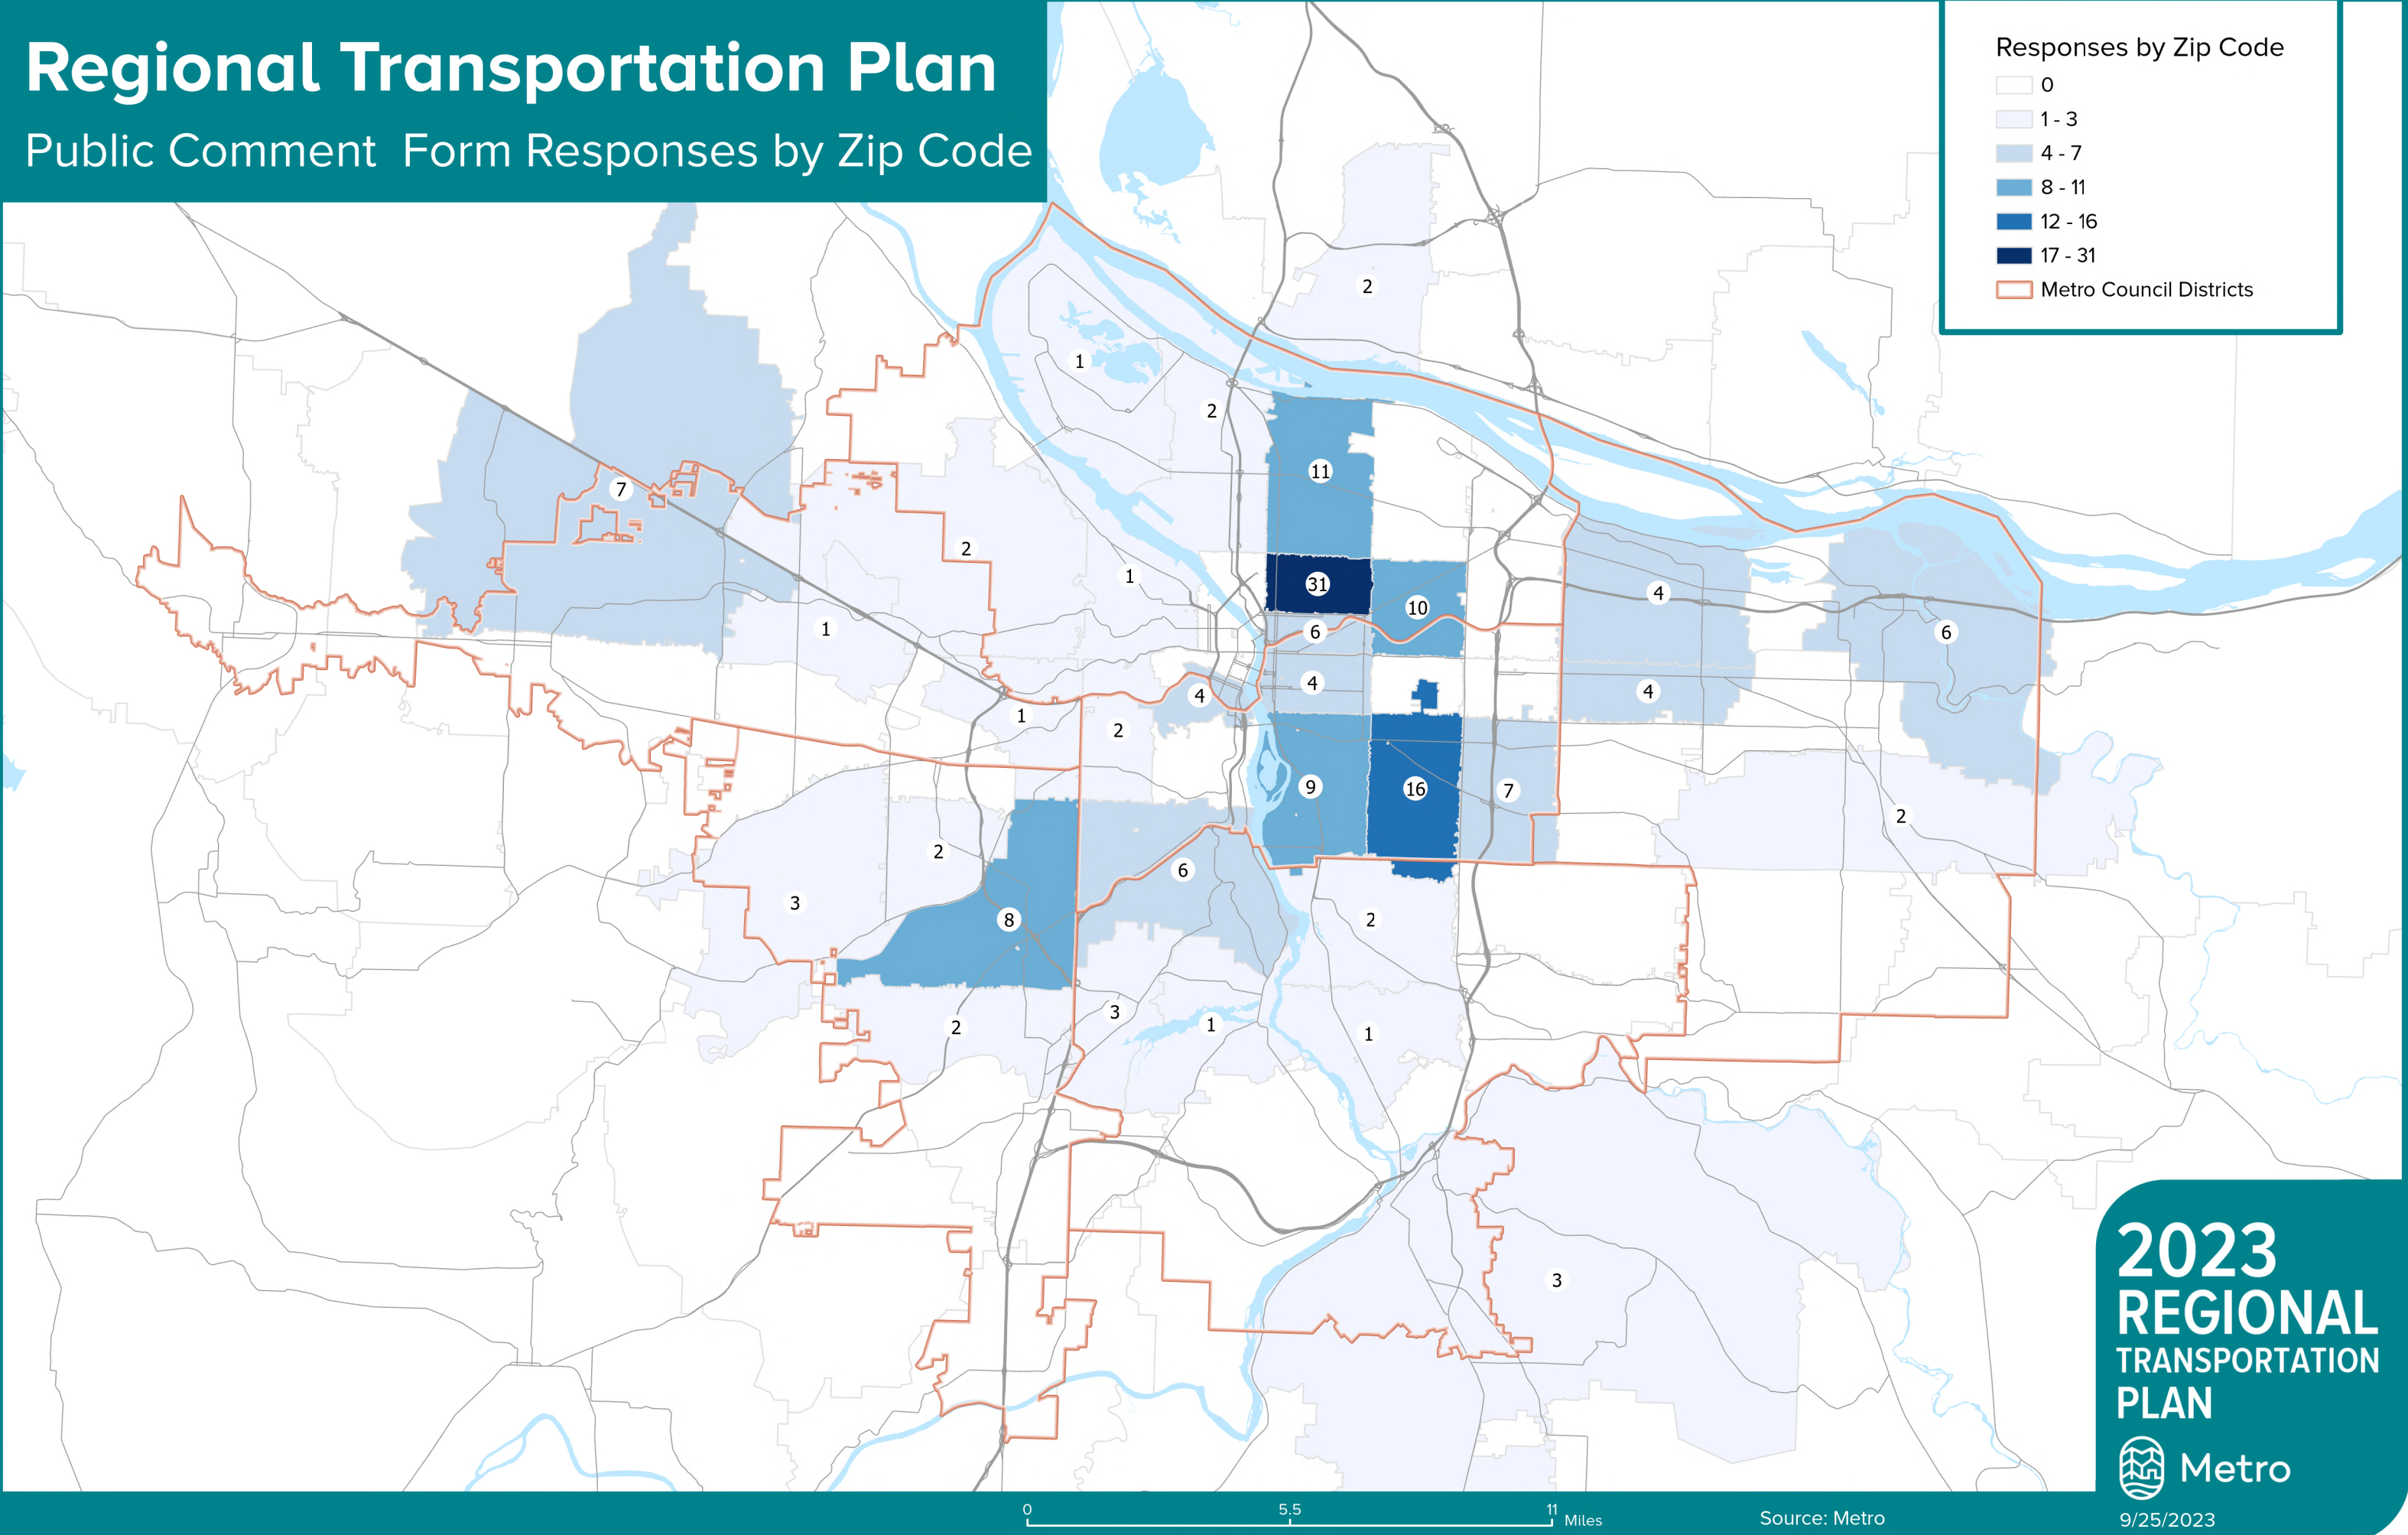 Regional Transportation Plan
Public Comment Form Responses by Zip Code
Responses by Zip Code
0
1 - 3
4 - 7
8 - 11
12 - 16
17 - 31
Metro Council Districts
2
1
2
11
7
2
1
31
4
10
1
6
6
4
4
4
1
2
9
16
7
2
2
6
3
8
2
3
1
2
1
3
2023
REGIONAL
TRANSPORTATION
PLAN
Metro
0 5.5 11 Miles
Source: Metro
9/25/2023